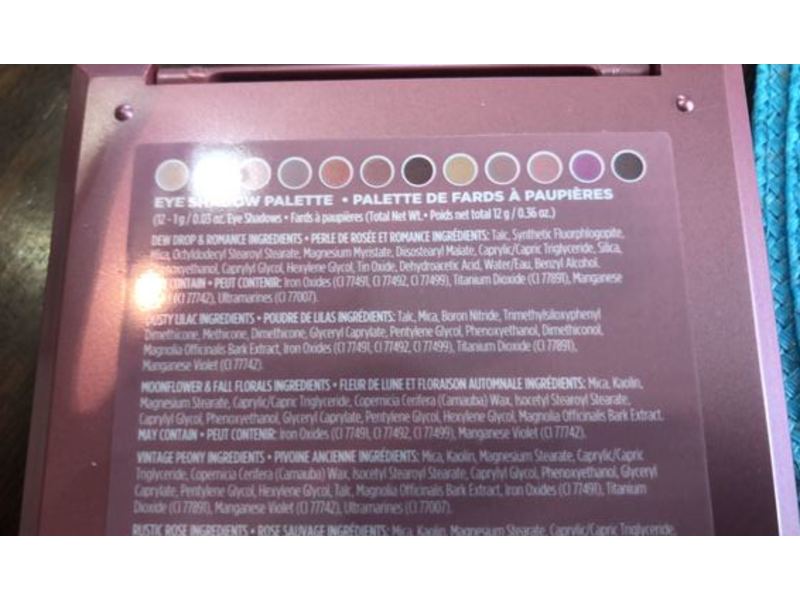 EYE SHADOW PALETTE • PALETTE DE FARDS À PAUPIÈRES
(12 - 1 g / 0.03 oz. Eye Shadows • Fards à paupières (Total Net Wt. • Poids net total 12 g / 0.36 oz.)
DEW DROP & ROMANCE INGREDIENTS • PERLE DE ROSÉE ET ROMANCE INGRÉDIENTS: Talc, Synthetic Fluorphlogopite,
Mica, Octyldodecyl Stearoyl Stearate, Magnesium Myristate, Diisostearyl Malate, Caprylic/Capric Triglyceride, Silica,
Phenoxyethanol, Caprylyl Glycol, Hexylene Glycol, Tin Oxide, Dehydroacetic Acid, Water/Eau, Benzyl Alcohol.
CONTAIN • PEUT CONTENIR: Iron Oxides (CI 77491, CI 77492, CI 77499), Titanium Dioxide (CI 77891), Manganese
(CI 77742), Ultramarines (CI 77007).
DUSTY LILAC INGREDIENTS • POUDRE DE LILAS INGRÉDIENTS: Talc, Mica, Boron Nitride, Trimethylsiloxyphenyl
Dimethicone, Methicone, Dimethicone, Glyceryl Caprylate, Pentylene Glycol, Phenoxyethanol, Dimethiconol,
Magnolia Officinalis Bark Extract, Iron Oxides (CI 77491, CI 77492, CI 77499), Titanium Dioxide (CI 77891),
Manganese Violet (CI 77742).
MOONFLOWER & FALL FLORALS INGREDIENTS • FLEUR DE LUNE ET FLORAISON AUTOMNALE INGRÉDIENTS: Mica, Kaolin,
Magnesium Stearate, Caprylic/Capric Triglyceride, Copernicia Cerifera (Carnauba) Wax, Isocetyl Stearoyl Stearate,
Caprylyl Glycol, Phenoxyethanol, Glyceryl Caprylate, Pentylene Glycol, Hexylene Glycol, Magnolia Officinalis Bark Extract.
MAY CONTAIN • PEUT CONTENIR: Iron Oxides (CI 77491, CI 77492, CI 77499), Manganese Violet (CI 77742).
VINTAGE PEONY INGREDIENTS • PIVOINE ANCIENNE INGRÉDIENTS: Mica, Kaolin, Magnesium Stearate, Caprylic/Capric
Triglyceride, Copernicia Cerifera (Carnauba) Wax, Isocetyl Stearoyl Stearate, Caprylyl Glycol, Phenoxyethanol, Glyceryl
Caprylate, Pentylene Glycol, Hexylene Glycol, Talc, Magnolia Officinalis Bark Extract, Iron Oxides (CI 77491), Titanium
Dioxide (CI 77891), Manganese Violet (CI 77742), Ultramarines (CI 77007).
RUSTIC ROSE INGREDIENTS • ROSE SAUVAGE INGRÉDIENTS: Mica, Kaolin, Magnesium Stearate, Caprylic/Capric Triglyceride,